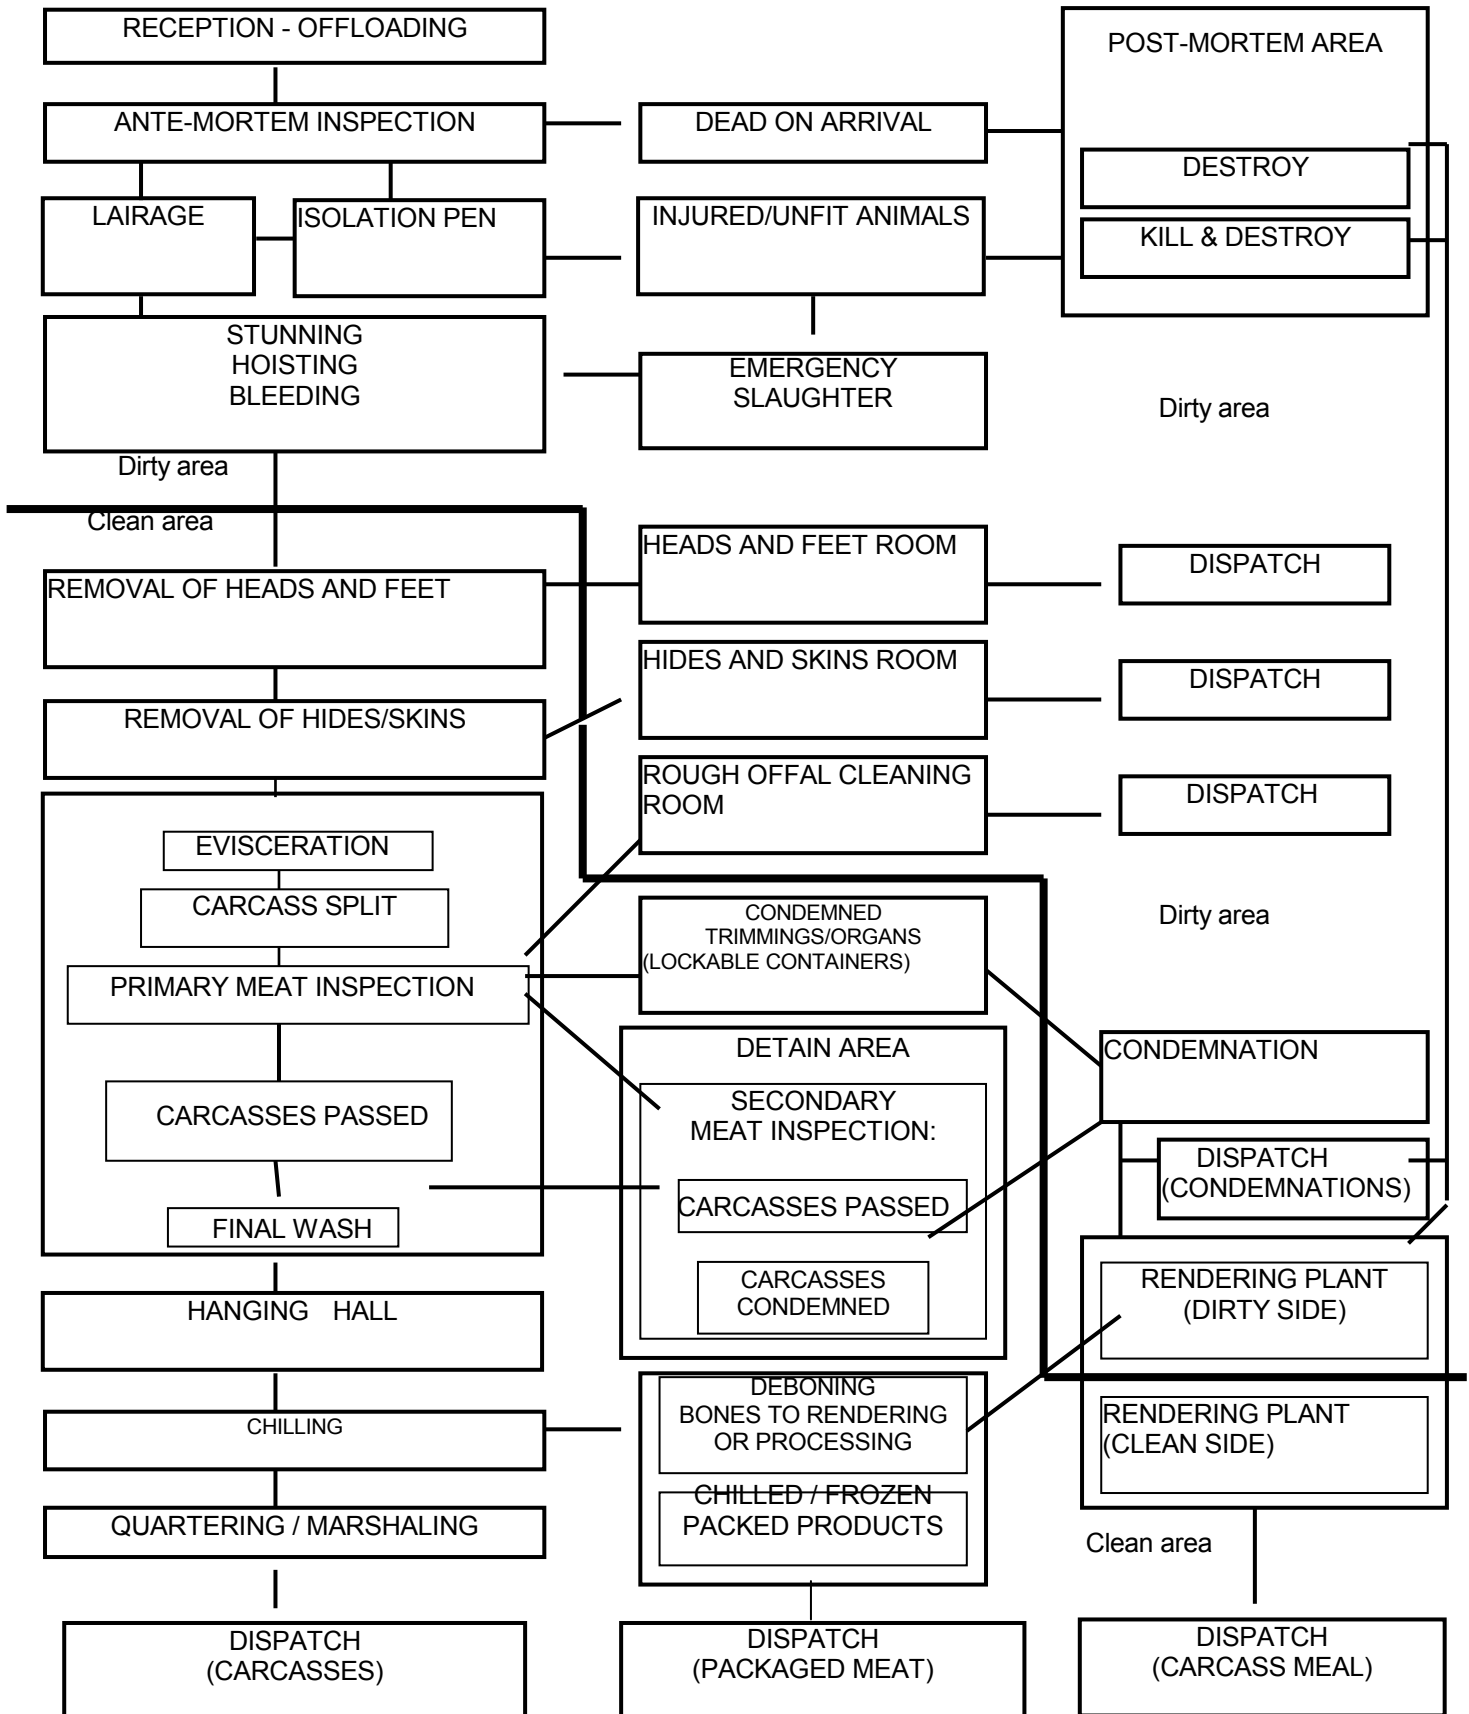 RECEPTION - OFFLOADING
POST-MORTEM AREA
ANTE-MORTEM INSPECTION
DEAD ON ARRIVAL
DESTROY
LAIRAGE
ISOLATION PEN
INJURED/UNFIT ANIMALS
KILL & DESTROY
STUNNING
HOISTING
BLEEDING
EMERGENCY
SLAUGHTER
Dirty area
Dirty area
Clean area
HEADS AND FEET ROOM
DISPATCH
REMOVAL OF HEADS AND FEET
HIDES AND SKINS ROOM
DISPATCH
REMOVAL OF HIDES/SKINS
ROUGH OFFAL CLEANING
ROOM
DISPATCH
EVISCERATION
CARCASS SPLIT
CONDEMNED
TRIMMINGS/ORGANS
(LOCKABLE CONTAINERS)
Dirty area
PRIMARY MEAT INSPECTION
DETAIN AREA
CONDEMNATION
SECONDARY
MEAT INSPECTION:
CARCASSES PASSED
DISPATCH
(CONDEMNATIONS)
CARCASSES PASSED
FINAL WASH
CARCASSES
CONDEMNED
RENDERING PLANT
(DIRTY SIDE)
HANGING HALL
DEBONING
BONES TO RENDERING
OR PROCESSING
RENDERING PLANT
(CLEAN SIDE)
CHILLING
CHILLED / FROZEN
PACKED PRODUCTS
QUARTERING / MARSHALING
Clean area
DISPATCH
(CARCASSES)
DISPATCH
(PACKAGED MEAT)
DISPATCH
(CARCASS MEAL)